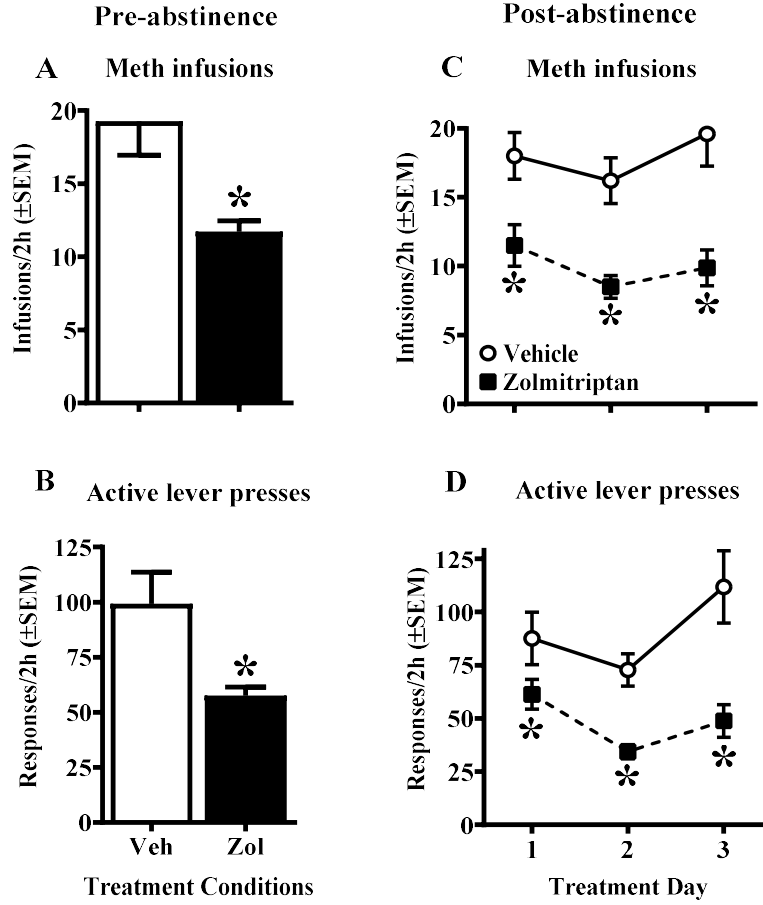 Pre-abstinence
Post-abstinence
A
Meth infusions
Infusions/2h (±SEM)
20
15
10
5
0
*
C
Meth infusions
Infusions/2h (±SEM)
20
15
10
5
0
*
*
*
Vehicle
Zolmitriptan
B
Active lever presses
Responses/2h (±SEM)
125
100
75
50
25
0
*
Veh Zol
Treatment Conditions
D
Active lever presses
Responses/2h (±SEM)
125
100
75
50
25
0
*
*
*
1 2 3
Treatment Day